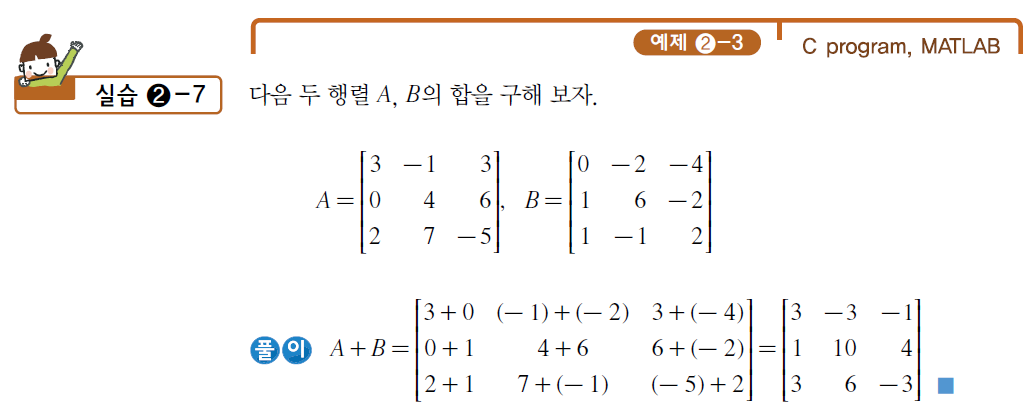 예제 ❷-3
C program, MATLAB
실습 ❷-7
다음 두 행렬 A, B의 합을 구해 보자.
A = [3 -1 3; 0 4 6; 2 7 -5], B = [0 -2 -4; 1 6 -2; 1 -1 2]
풀이 A+B = [3+0 (-1)+(-2) 3+(-4); 0+1 4+6 6+(-2); 2+1 7+(-1) (-5)+2] = [3 -3 -1; 1 10 4; 3 6 -3]